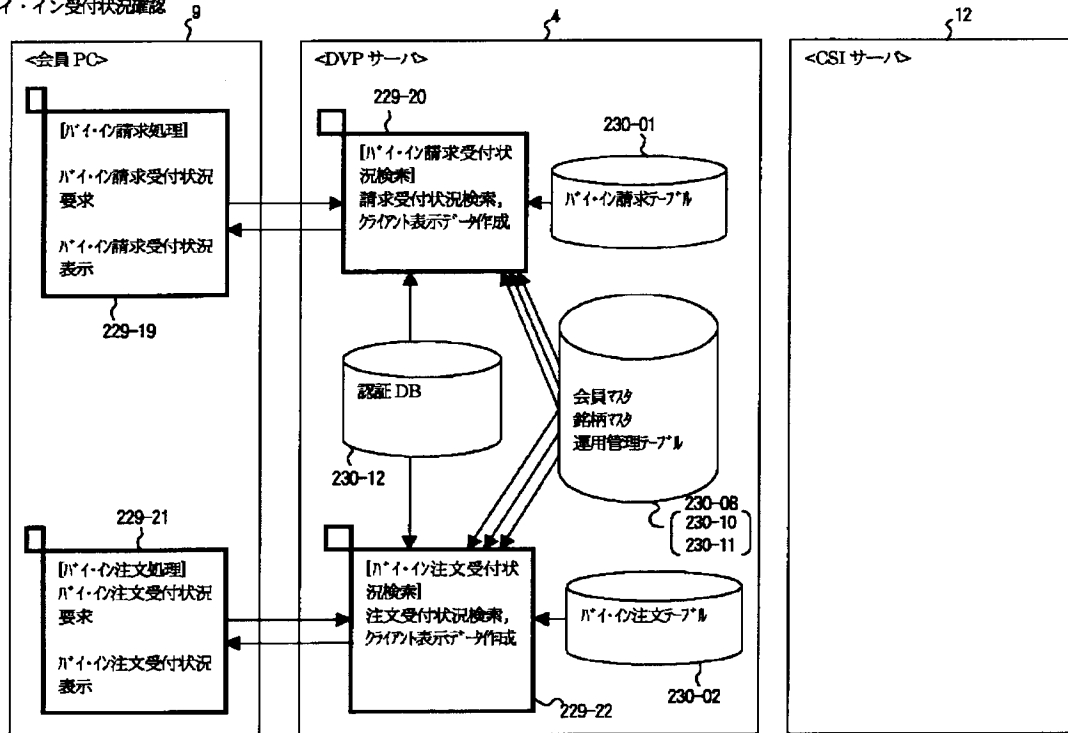 イ・イン受付状況確認
9
4
12
<会員 PC>
<DVP サーバ>
<CSI サーバ>
229-20
230-01
[バイ・イン請求処理]
バイ・イン請求受付状況
要求
バイ・イン請求受付状況
表示
229-19
[バイ・イン請求受付状
況検索]
請求受付状況検索,
クライアント表示データ作成
バイ・イン請求テーブル
認証 DB
230-12
会員マスタ
銘柄マスタ
運用管理テーブル
230-08
230-10
230-11
229-21
[バイ・イン注文処理]
バイ・イン注文受付状況
要求
バイ・イン注文受付状況
表示
[バイ・イン注文受付状
況検索]
注文受付状況検索,
クライアント表示データ作成
229-22
バイ・イン注文テーブル
230-02